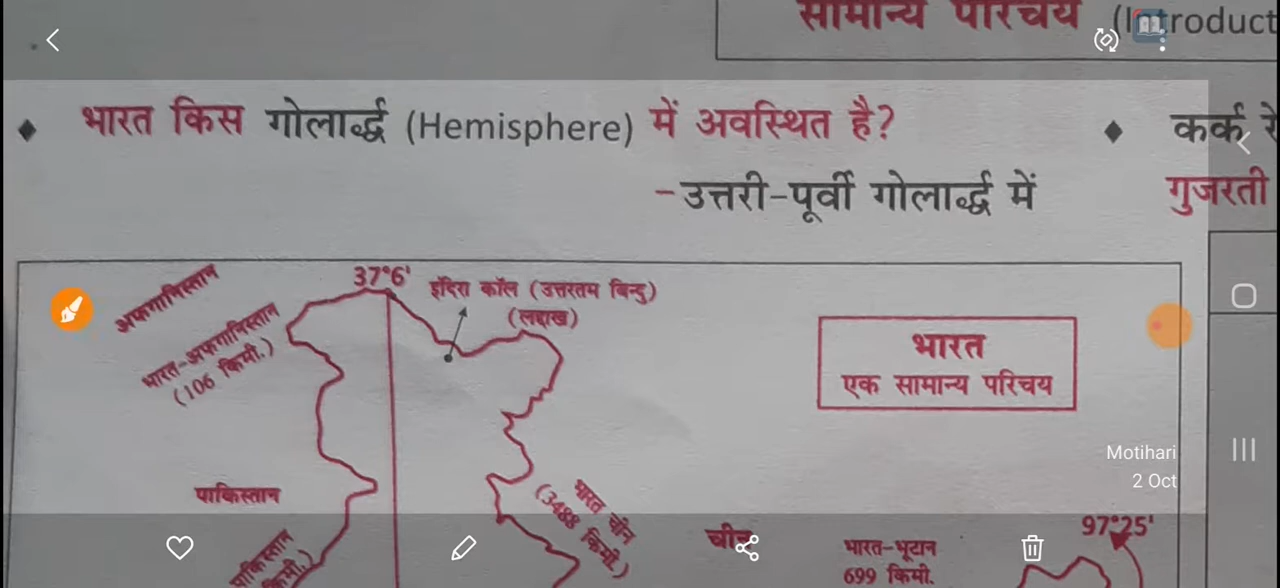 सामान्य परिचय (Introduct
♦ भारत किस गोलार्द्ध (Hemisphere) में अवस्थित है?
-उत्तरी-पूर्वी गोलार्द्ध में
♦ कर्क रे
गुजरती
37°6'
इंदिरा कॉल (उत्तरतम बिन्दु)
(लद्दाख)
अफगानिस्तान
भारत-अफगानिस्तान
(106 किमी.)
भारत
एक सामान्य परिचय
Motihari
2 Oct
पाकिस्तान
भारत चीन
(3488 किमी.)
चीन
97°25'
भारत-भूटान
699 किमी.
पाकिस्तान
किमी.)